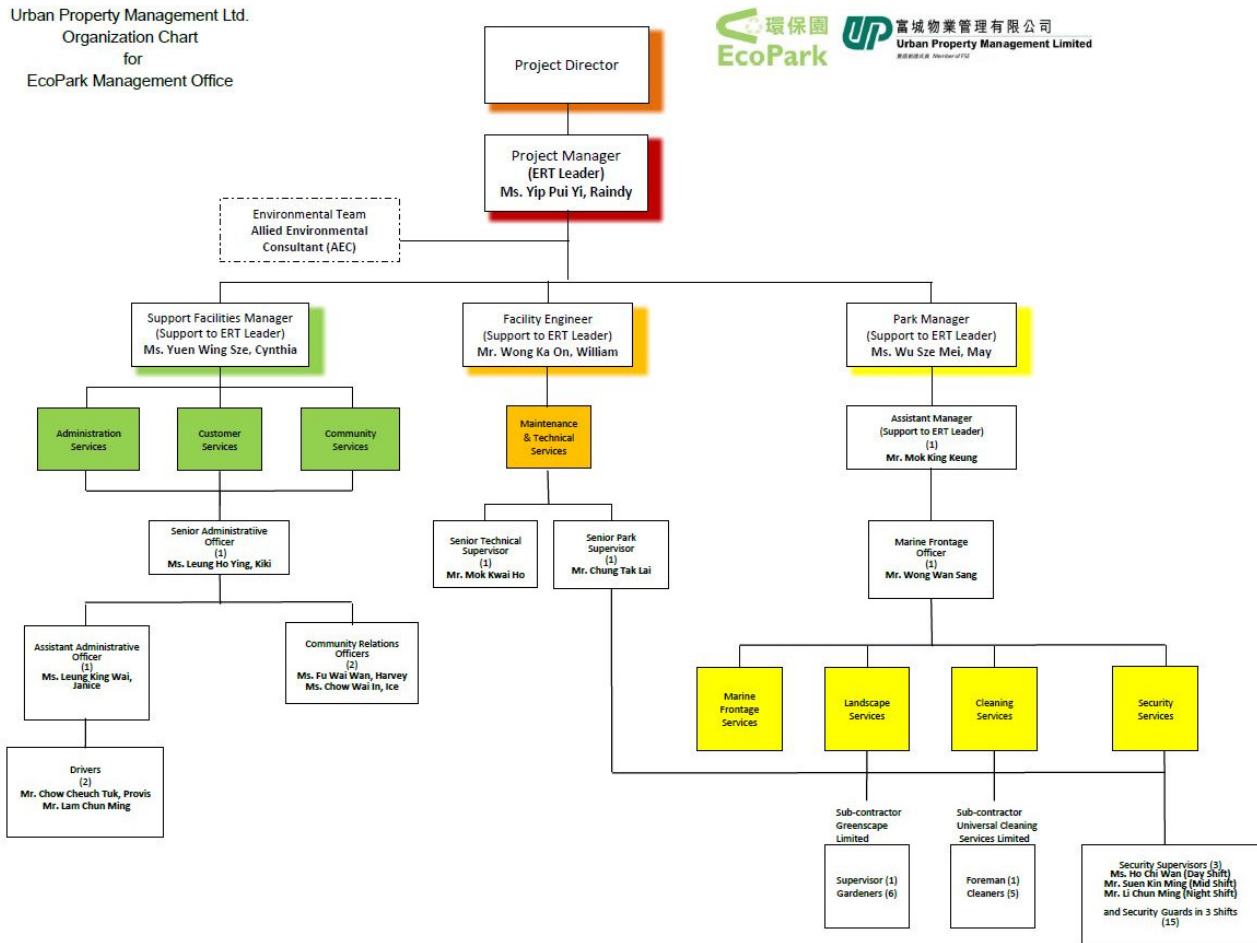 Urban Property Management Ltd.
Organization Chart
for
EcoPark Management Office
環保園
EcoPark
UP
富城物業管理有限公司
Urban Property Management Limited
Member of FSE
Project Director
Project Manager
(ERT Leader)
Ms. Yip Pui Yi, Raindy
Environmental Team
Allied Environmental
Consultant (AEC)
Support Facilities Manager
(Support to ERT Leader)
Ms. Yuen Wing Sze, Cynthia
Facility Engineer
(Support to ERT Leader)
Mr. Wong Ka On, William
Park Manager
(Support to ERT Leader)
Ms. Wu Sze Mei, May
Administration
Services
Customer
Services
Community
Services
Maintenance
& Technical
Services
Assistant Manager
(Support to ERT Leader)
(1)
Mr. Mok King Keung
Senior Administratiive
Officer
(1)
Ms. Leung Ho Ying, Kiki
Senior Technical
Supervisor
(1)
Mr. Mok Kwai Ho
Senior Park
Supervisor
(1)
Mr. Chung Tak Lai
Marine Frontage
Officer
(1)
Mr. Wong Wan Sang
Assistant Administrative
Officer
(1)
Ms. Leung King Wai,
Janice
Community Relations
Officers
(2)
Ms. Fu Wai Wan, Harvey
Ms. Chow Wai In, Ice
Marine
Frontage
Services
Landscape
Services
Cleaning
Services
Security
Services
Drivers
(2)
Mr. Chow Cheuch Tuk, Provis
Mr. Lam Chun Ming
Sub-contractor
Greenscape
Limited
Sub-contractor
Universal Cleaning
Services Limited
Supervisor (1)
Gardeners (6)
Foreman (1)
Cleaners (5)
Security Supervisors (3)
Ms. Ho Chi Wan (Day Shift)
Mr. Suen Kin Ming (Mid Shift)
Mr. Li Chun Ming (Night Shift)
and Security Guards in 3 Shifts
(15)